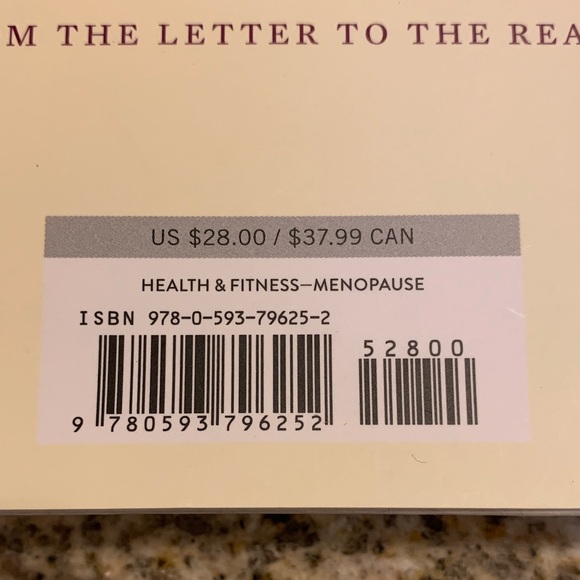 M THE LETTER TO THE REA
US $28.00 / $37.99 CAN
HEALTH & FITNESS—MENOPAUSE
ISBN 978-0-593-79625-2
52800
9 780593 796252